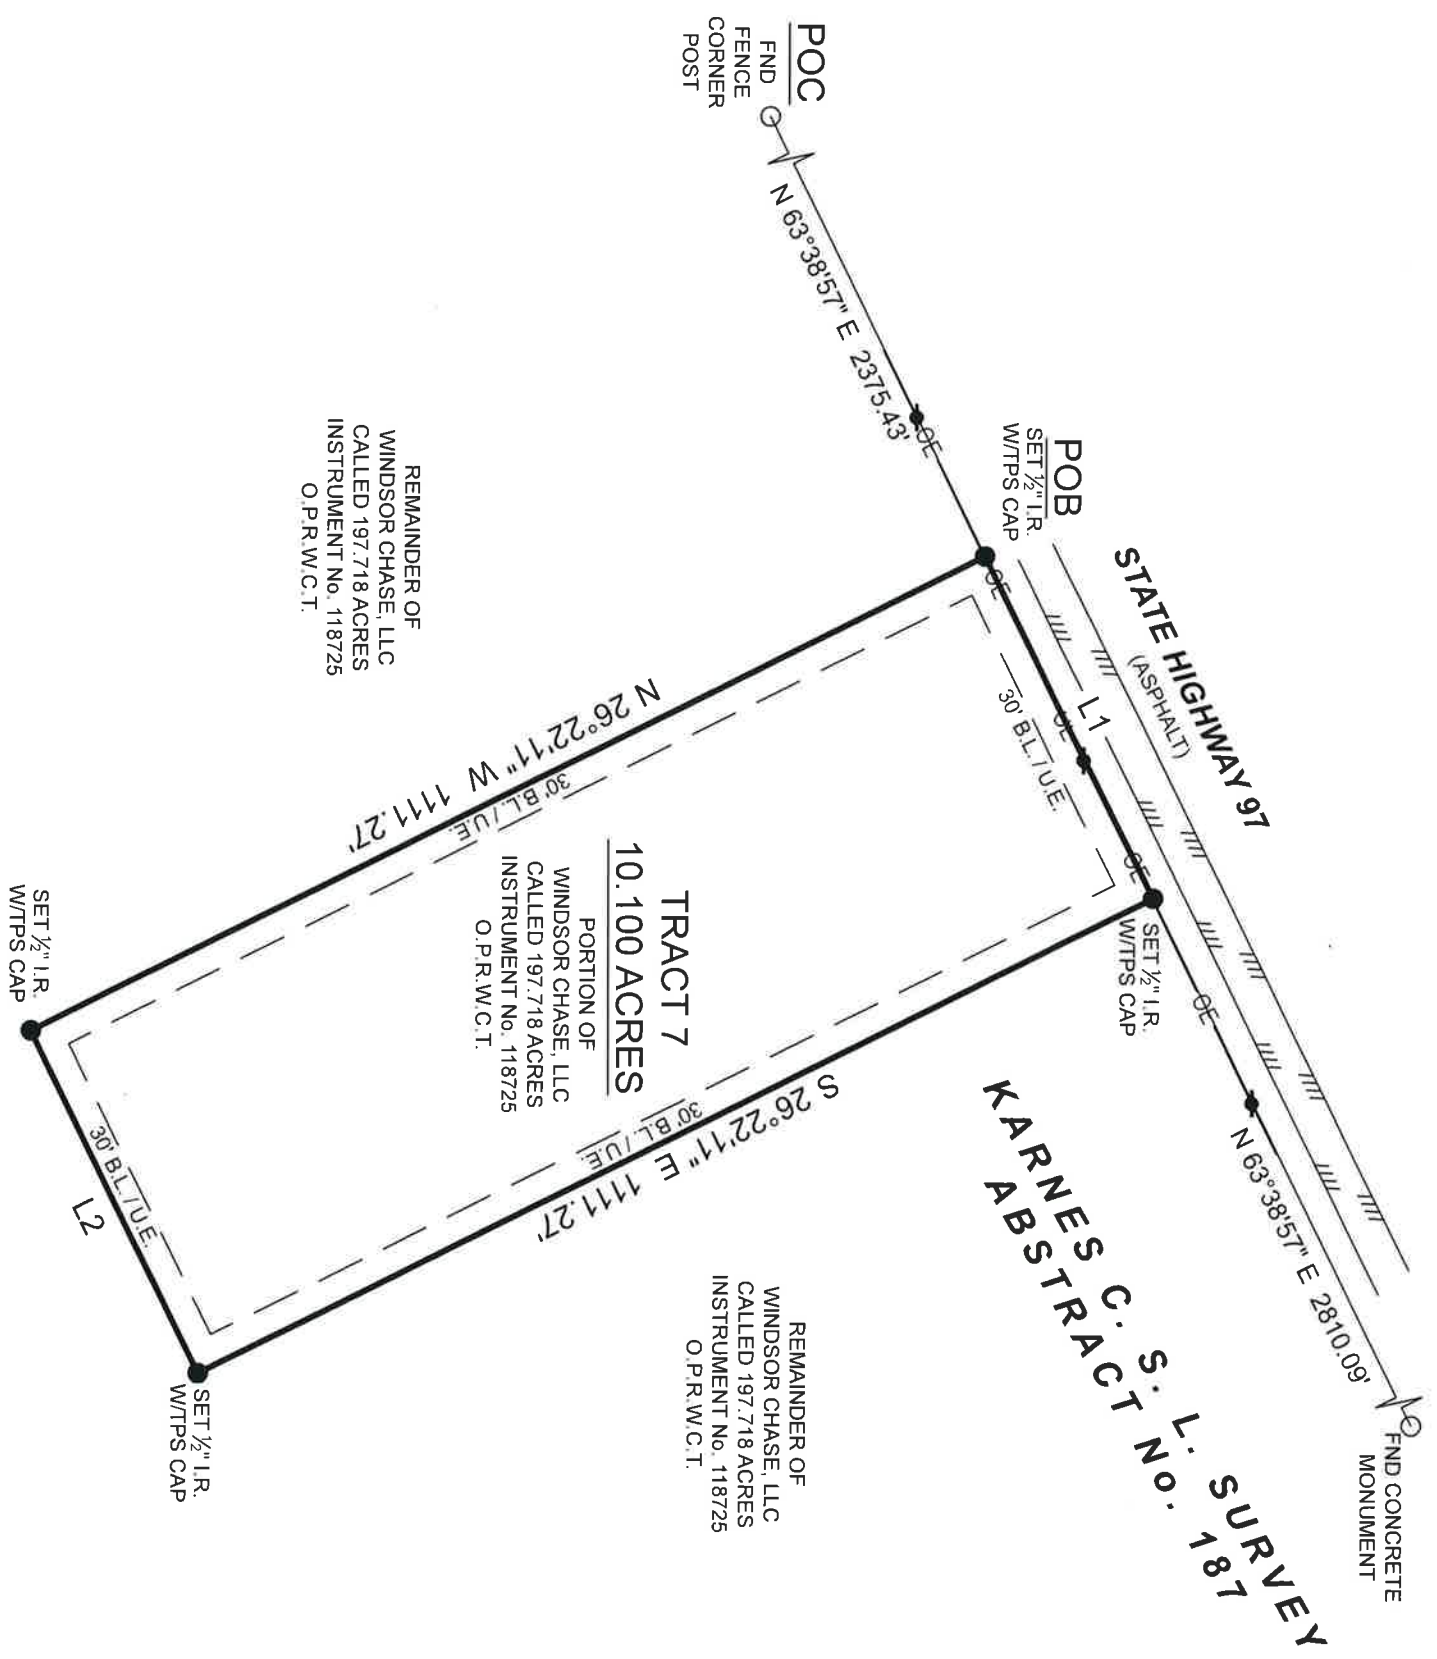 POC
FND
FENCE
CORNER
POST
N 63°38'57" E 2375.43'
OE
POB
SET ½" I.R.
W/TPS CAP
OE
STATE HIGHWAY 97
(ASPHALT)
L1
OE
30' B.L. / U.E.
OE
SET ½" I.R.
W/TPS CAP
OE
N 63°38'57" E 2810.09'
FND CONCRETE
MONUMENT
KARNES C. S. L. SURVEY
ABSTRACT No. 187
REMAINDER OF
WINDSOR CHASE, LLC
CALLED 197.718 ACRES
INSTRUMENT No. 118725
O.P.R.W.C.T.
N 26°22'11" W 1111.27'
30' B.L. / U.E.
TRACT 7
10.100 ACRES
PORTION OF
WINDSOR CHASE, LLC
CALLED 197.718 ACRES
INSTRUMENT No. 118725
O.P.R.W.C.T.
30' B.L. / U.E.
S 26°22'11" E 1111.27'
REMAINDER OF
WINDSOR CHASE, LLC
CALLED 197.718 ACRES
INSTRUMENT No. 118725
O.P.R.W.C.T.
SET ½" I.R.
W/TPS CAP
30' B.L. / U.E.
L2
SET ½" I.R.
W/TPS CAP